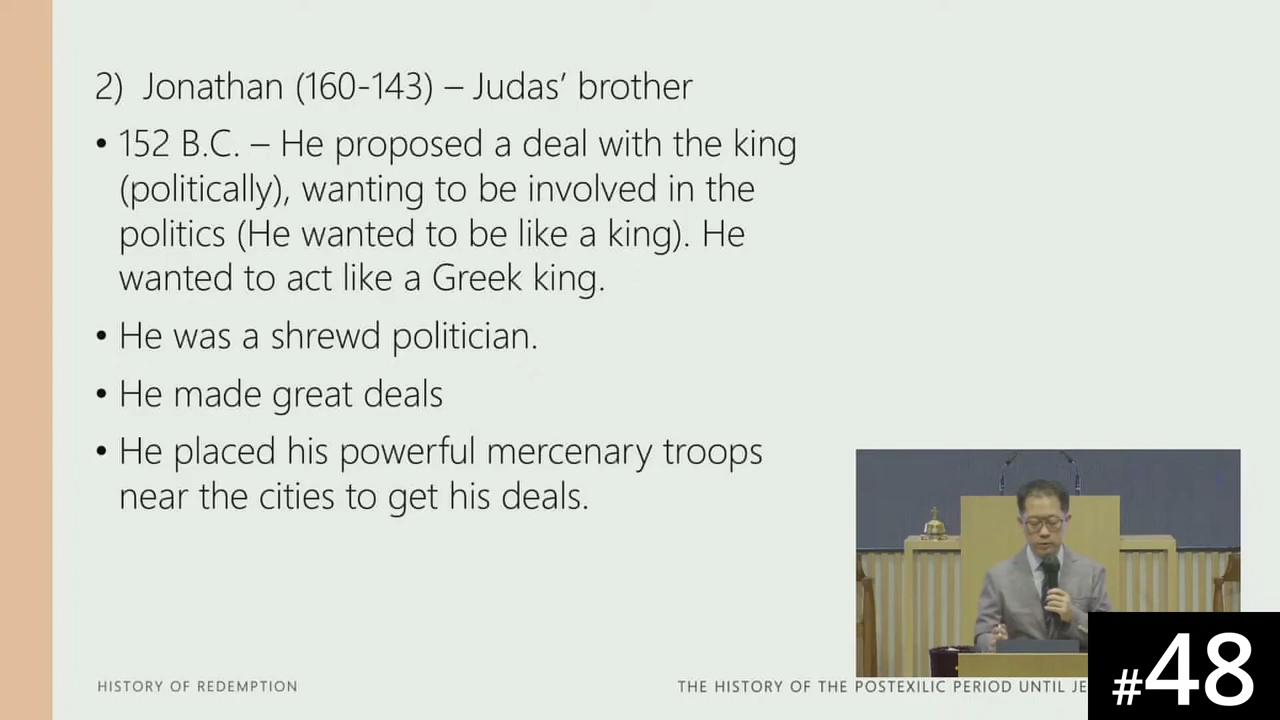 2) Jonathan (160-143) – Judas’ brother
• 152 B.C. – He proposed a deal with the king
(politically), wanting to be involved in the
politics (He wanted to be like a king). He
wanted to act like a Greek king.
• He was a shrewd politician.
• He made great deals
• He placed his powerful mercenary troops
near the cities to get his deals.
HISTORY OF REDEMPTION
THE HISTORY OF THE POSTEXILIC PERIOD UNTIL JE
#48